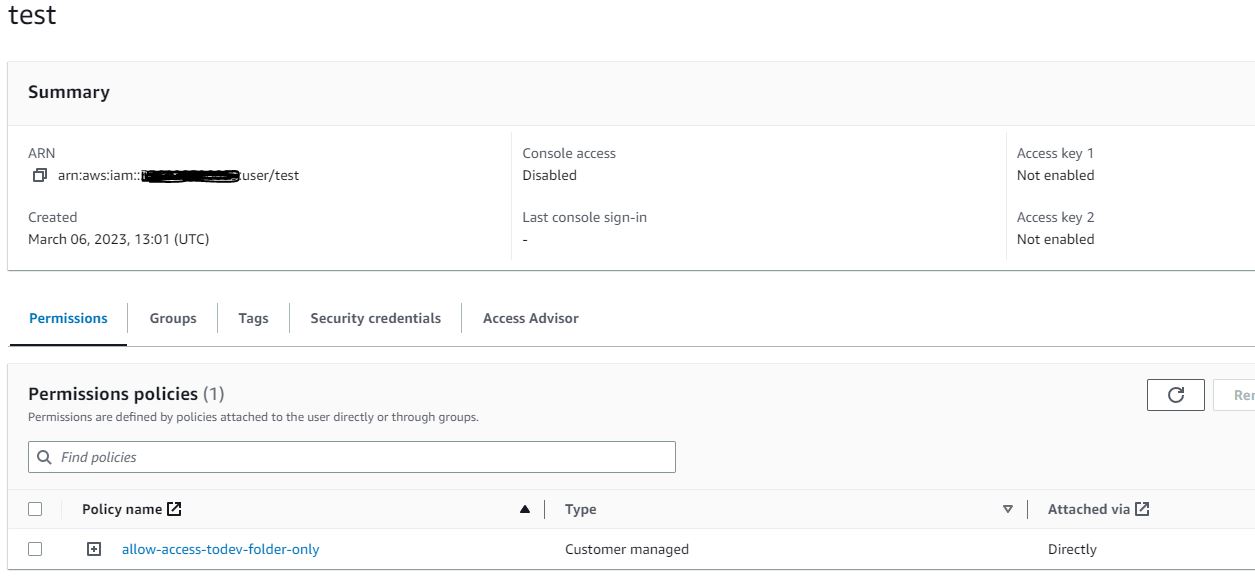 test
Summary
ARN
arn:aws:iam:: :user/test
Created
March 06, 2023, 13:01 (UTC)
Console access
Disabled
Last console sign-in
-
Access key 1
Not enabled
Access key 2
Not enabled
Permissions Groups Tags Security credentials Access Advisor
Permissions policies (1)
Permissions are defined by policies attached to the user directly or through groups.
Find policies
Policy name Type Attached via
allow-access-todev-folder-only Customer managed Directly